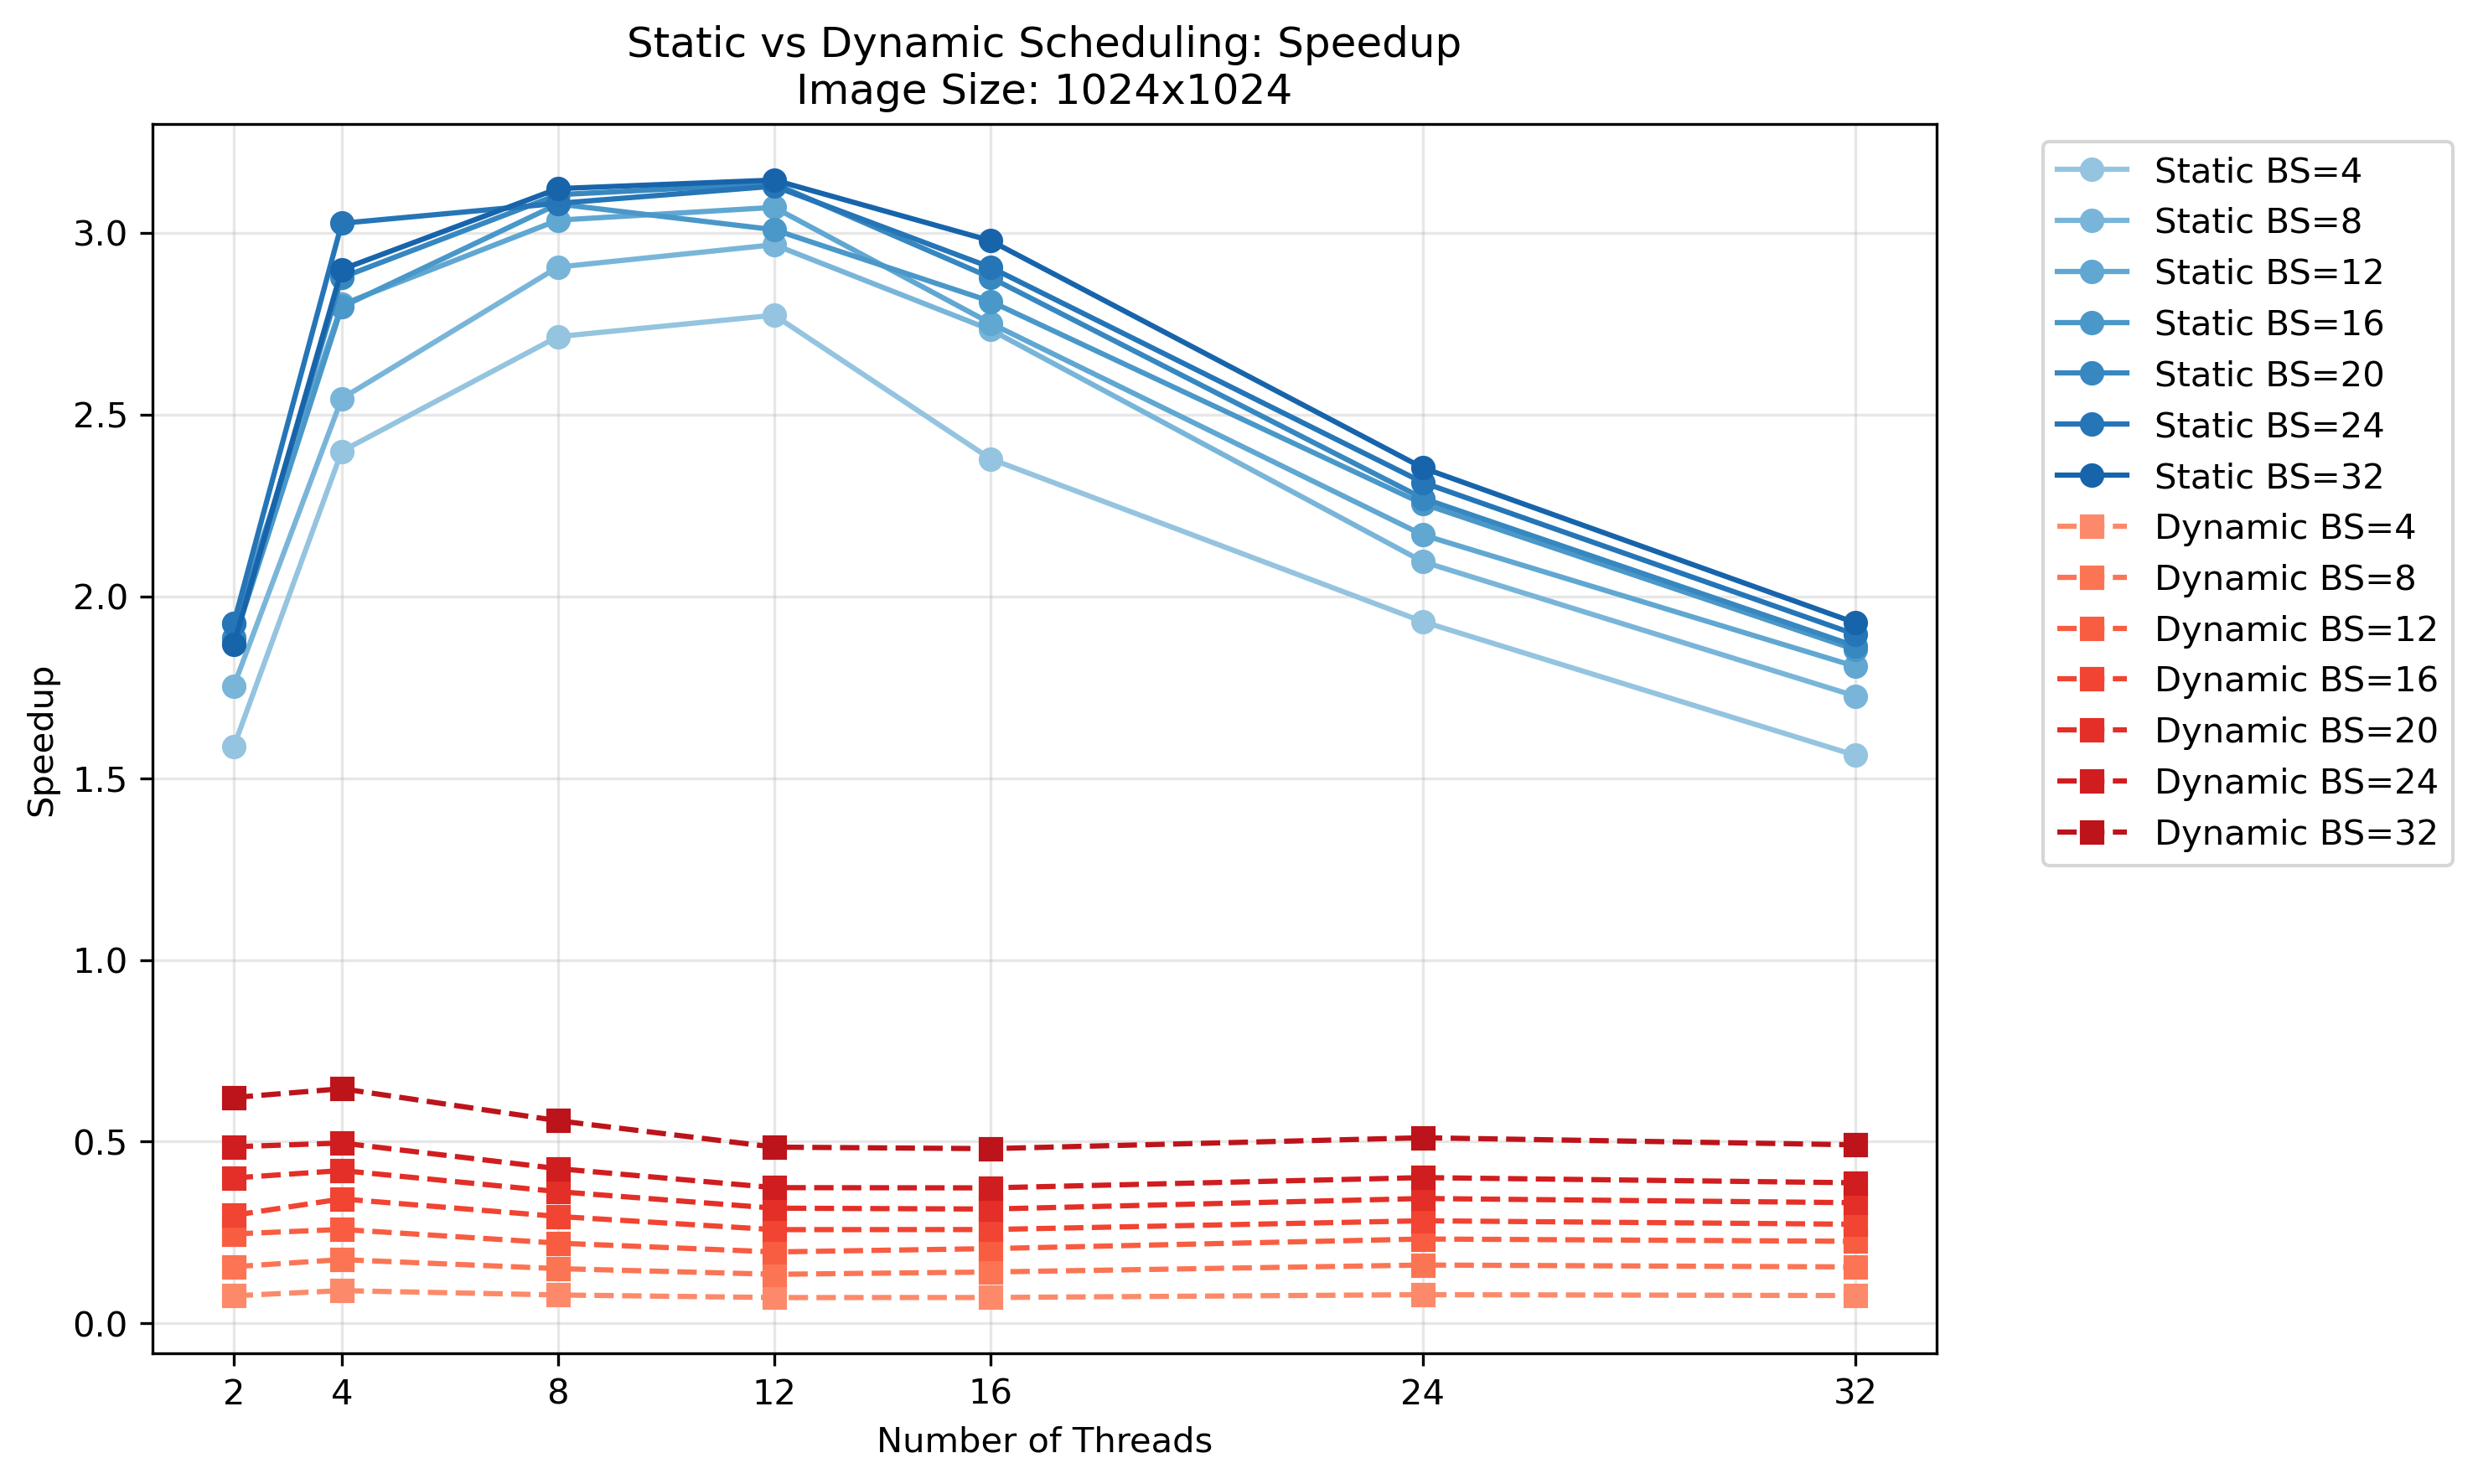 Static vs Dynamic Scheduling: Speedup
Image Size: 1024x1024
Speedup
3.0
2.5
2.0
1.5
1.0
0.5
0.0
2 4 8 12 16 24 32
Number of Threads
Static BS=4
Static BS=8
Static BS=12
Static BS=16
Static BS=20
Static BS=24
Static BS=32
Dynamic BS=4
Dynamic BS=8
Dynamic BS=12
Dynamic BS=16
Dynamic BS=20
Dynamic BS=24
Dynamic BS=32